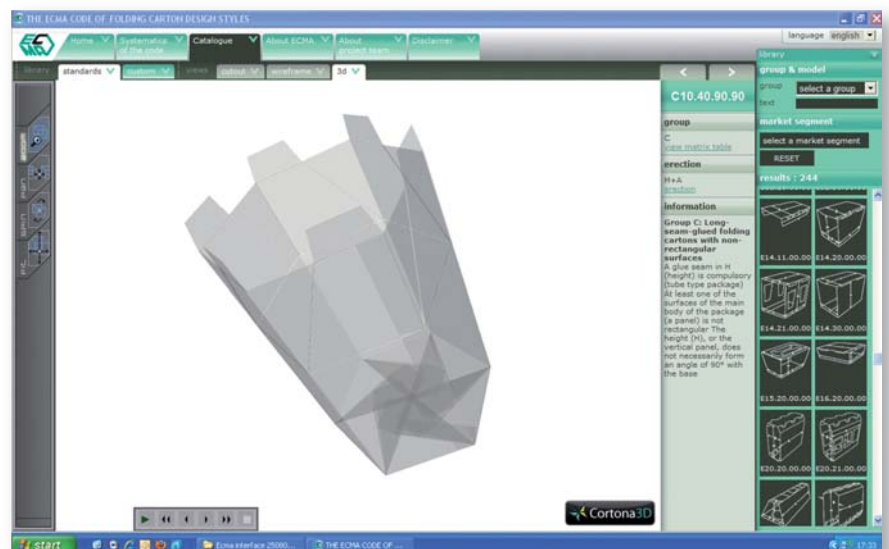 THE ECMA CODE OF FOLDING CARTON DESIGN STYLES
ECMA
Home
Systematics
of the code
Catalogue
About ECMA
About
project team
Disclaimer
language english
library
standards
custom
views
cutout
wireframe
3d
C10.40.90.90
group
C
view matrix table
erection
M+A
erection
information
Group C: Long-
seam-glued folding
cartons with non-
rectangular
surfaces
A glue seam in H
(height) is compulsory
(tube type package)
At least one of the
surfaces of the main
body of the package
(a panel) is not
rectangular The
height (H), or the
vertical panel, does
not necessarily form
an angle of 90° with
the base
library
group & model
group select a group
text
market segment
select a market segment
RESET
results : 244
E14.11.00.00 E14.20.00.00
E14.21.00.00 E14.30.00.00
E15.20.00.00 E16.20.00.00
E20.20.00.00 E20.21.00.00
Cortona3D
start
Ecma interface 25000...
THE ECMA CODE OF ...
17:33